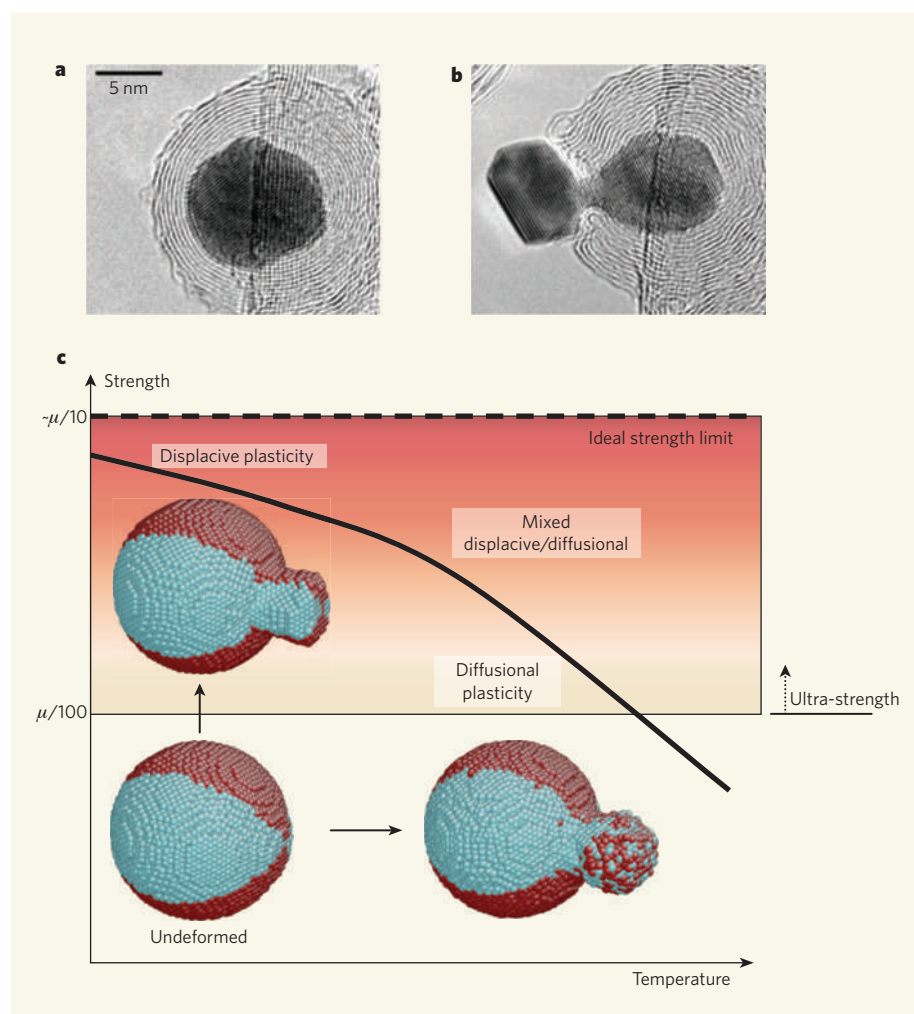 a
b
5 nm
c
Strength
~μ/10
Ideal strength limit
Displacive plasticity
Mixed
displacive/diffusional
Diffusional
plasticity
μ/100
Ultra-strength
Undeformed
Temperature